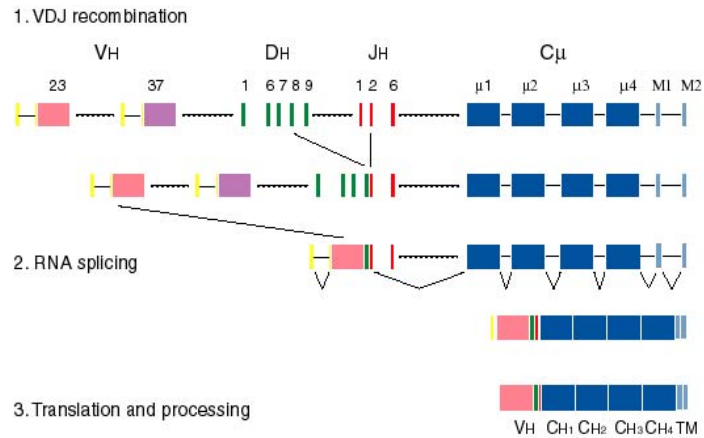 1. VDJ recombination
VH DH JH Cμ
23 37 1 6 7 8 9 1 2 6 μ1 μ2 μ3 μ4 M1 M2
2. RNA splicing
3. Translation and processing
VH CH1 CH2 CH3 CH4 TM